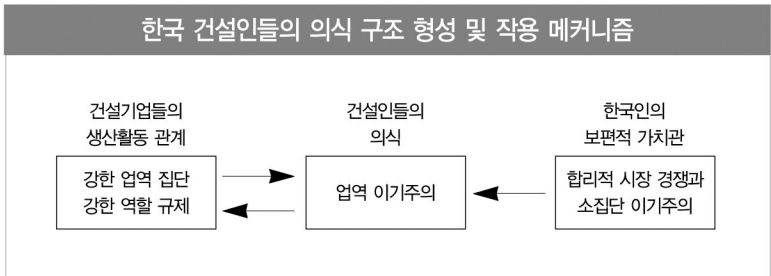 한국 건설인들의 의식 구조 형성 및 작용 메커니즘
건설기업들의
생산활동 관계
강한 업역 집단
강한 역할 규제
건설인들의
의식
업역 이기주의
한국인의
보편적 가치관
합리적 시장 경쟁과
소집단 이기주의